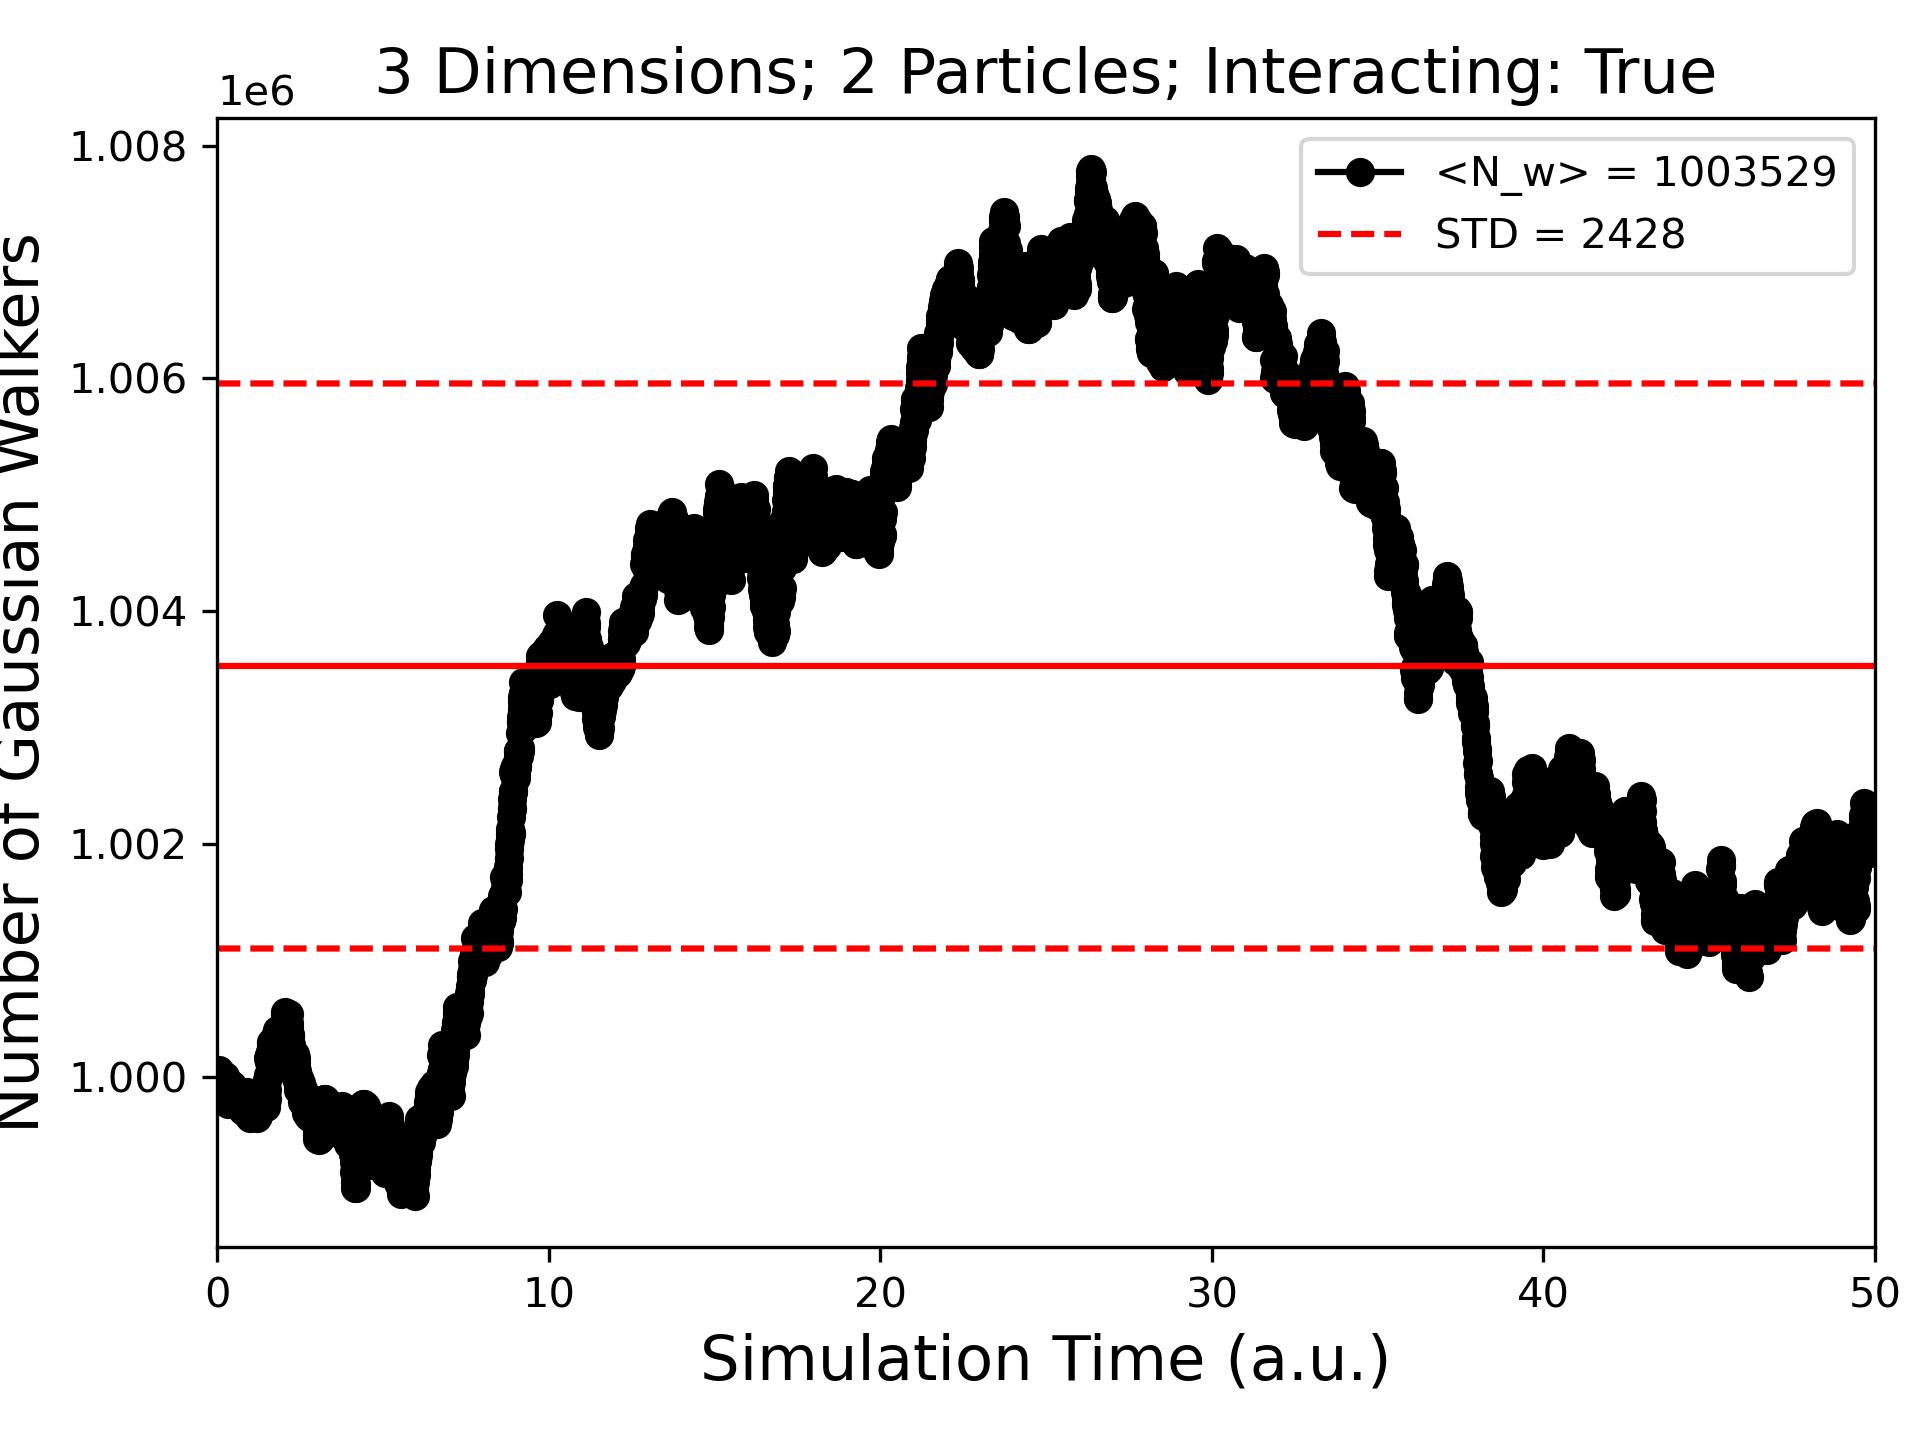 3 Dimensions; 2 Particles; Interacting: True
1e6
<N_w> = 1003529
STD = 2428
1.008
1.006
1.004
1.002
1.000
Number of Gaussian Walkers
0 10 20 30 40 50
Simulation Time (a.u.)